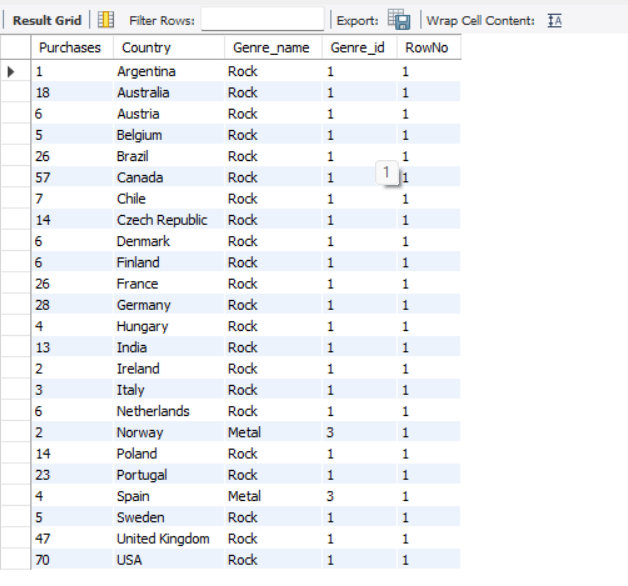 Result Grid Filter Rows: Export: Wrap Cell Content: IA
Purchases Country Genre_name Genre_id RowNo
1 Argentina Rock 1 1
18 Australia Rock 1 1
6 Austria Rock 1 1
5 Belgium Rock 1 1
26 Brazil Rock 1 1
57 Canada Rock 1 1 1
7 Chile Rock 1 1
14 Czech Republic Rock 1 1
6 Denmark Rock 1 1
6 Finland Rock 1 1
26 France Rock 1 1
28 Germany Rock 1 1
4 Hungary Rock 1 1
13 India Rock 1 1
2 Ireland Rock 1 1
3 Italy Rock 1 1
6 Netherlands Rock 1 1
2 Norway Metal 3 1
14 Poland Rock 1 1
23 Portugal Rock 1 1
4 Spain Metal 3 1
5 Sweden Rock 1 1
47 United Kingdom Rock 1 1
70 USA Rock 1 1